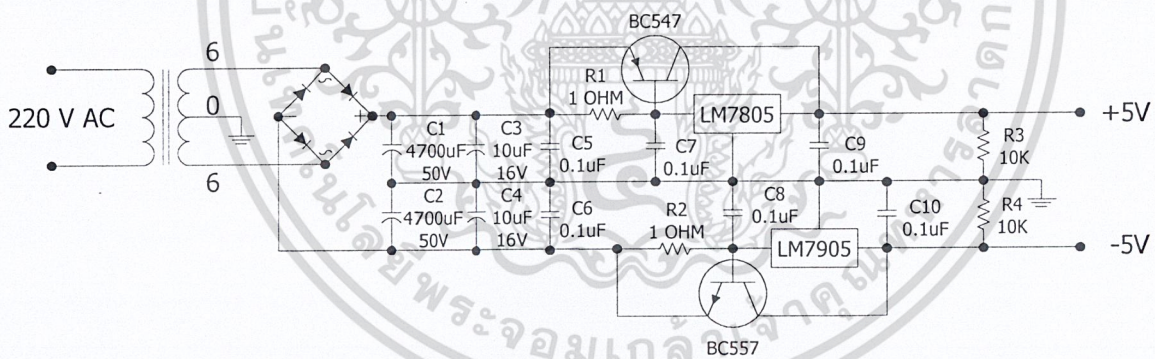 BC547
6
0
6
220 V AC
R1
1 OHM
LM7805
+5V
C1
4700uF
50V
C3
10uF
16V
C5
0.1uF
C7
0.1uF
C9
0.1uF
R3
10K
C2
4700uF
50V
C4
10uF
16V
C6
0.1uF
R2
1 OHM
C8
0.1uF
LM7905
C10
0.1uF
R4
10K
-5V
BC557